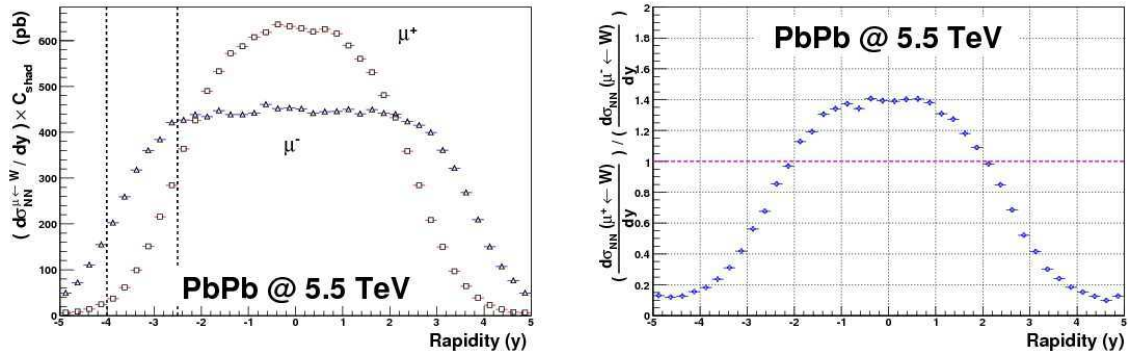 ( dσ_NN^{μ ← W} / dy ) × C_shad (pb)
600
500
400
300
200
100
0
μ⁺
μ⁻
PbPb @ 5.5 TeV
-5 -4 -3 -2 -1 0 1 2 3 4 5
Rapidity (y)
( dσ_NN (μ⁺ ← W) / dy ) / ( dσ_NN (μ⁻ ← W) / dy )
2
1.8
1.6
1.4
1.2
1
0.8
0.6
0.4
0.2
0
PbPb @ 5.5 TeV
-5 -4 -3 -2 -1 0 1 2 3 4 5
Rapidity (y)